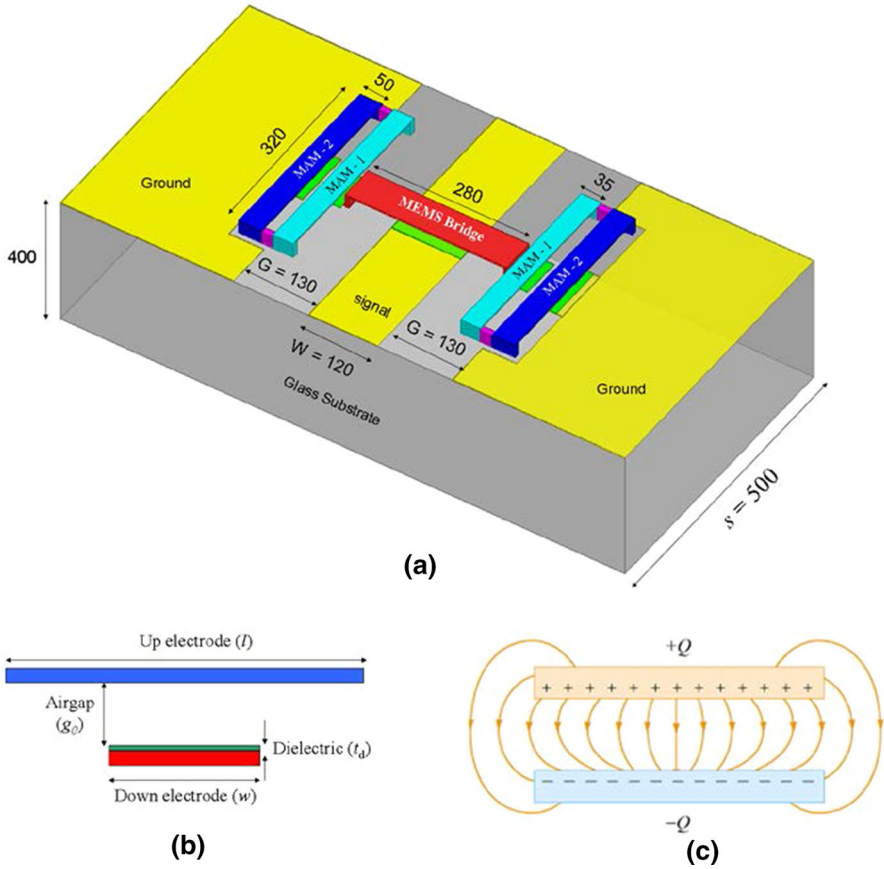 50
320
MAM - 2
MAM - 1
Ground
280
MEMS Bridge
35
MAM - 1
MAM - 2
400
G = 130
signal
G = 130
W = 120
Ground
Glass Substrate
s = 500
(a)
Up electrode (l)
Airgap
(g0)
Dielectric (td)
Down electrode (w)
(b)
+Q
+ + + + + + + + + + + +
− − − − − − − − − − − −
−Q
(c)